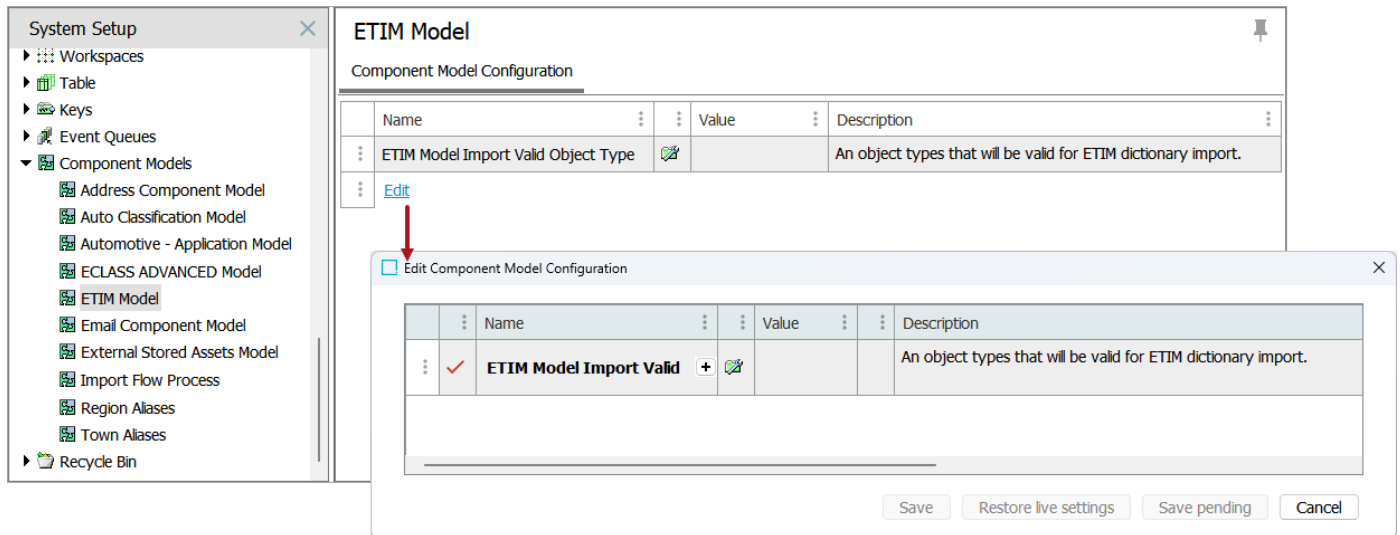 System Setup
Workspaces
Table
Keys
Event Queues
Component Models
Address Component Model
Auto Classification Model
Automotive - Application Model
ECLASS ADVANCED Model
ETIM Model
Email Component Model
External Stored Assets Model
Import Flow Process
Region Aliases
Town Aliases
Recycle Bin
ETIM Model
Component Model Configuration
Name Value Description
ETIM Model Import Valid Object Type An object types that will be valid for ETIM dictionary import.
Edit
Edit Component Model Configuration
Name Value Description
ETIM Model Import Valid An object types that will be valid for ETIM dictionary import.
Save Restore live settings Save pending Cancel